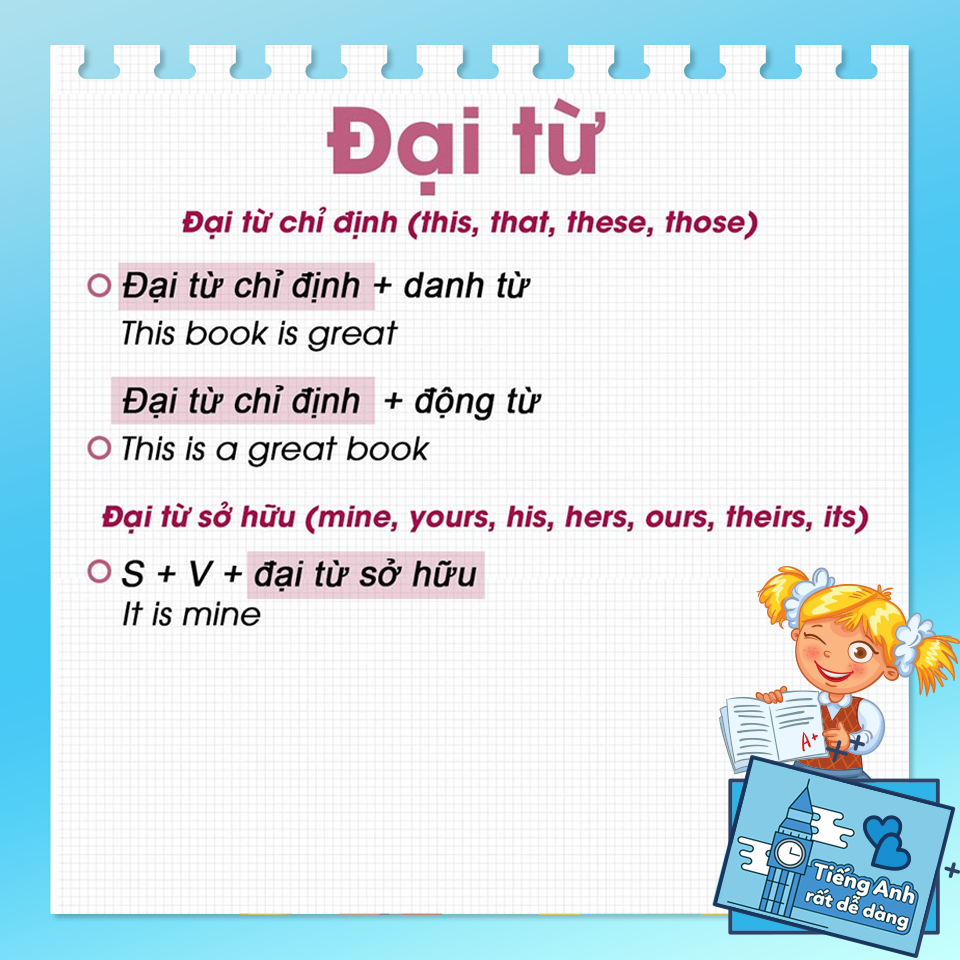 Đại từ
Đại từ chỉ định (this, that, these, those)
Đại từ chỉ định + danh từ
This book is great
Đại từ chỉ định + động từ
This is a great book
Đại từ sở hữu (mine, yours, his, hers, ours, theirs, its)
S + V + đại từ sở hữu
It is mine
A+
Tiếng Anh
rất dễ dàng